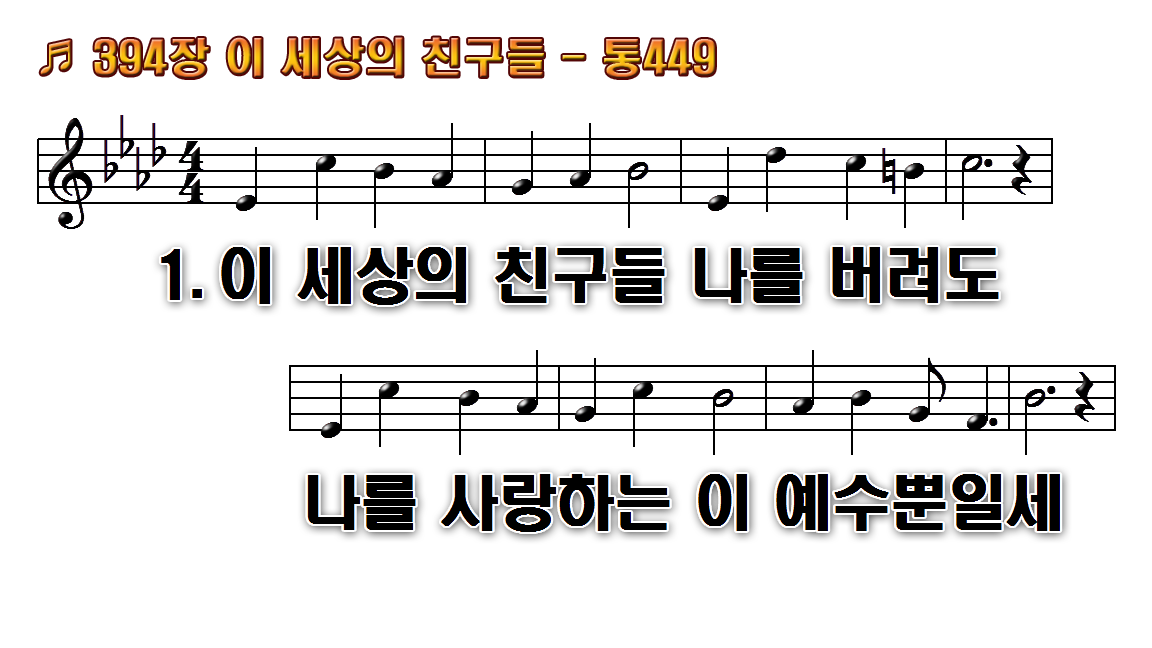 394장 이 세상의 친구들 - 통449
4
4
1. 이 세상의 친구들 나를 버려도
나를 사랑하는 이 예수뿐일세